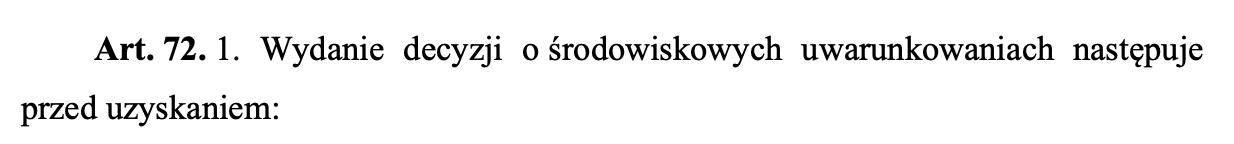 Art. 72. 1. Wydanie decyzji o środowiskowych uwarunkowaniach następuje
przed uzyskaniem: